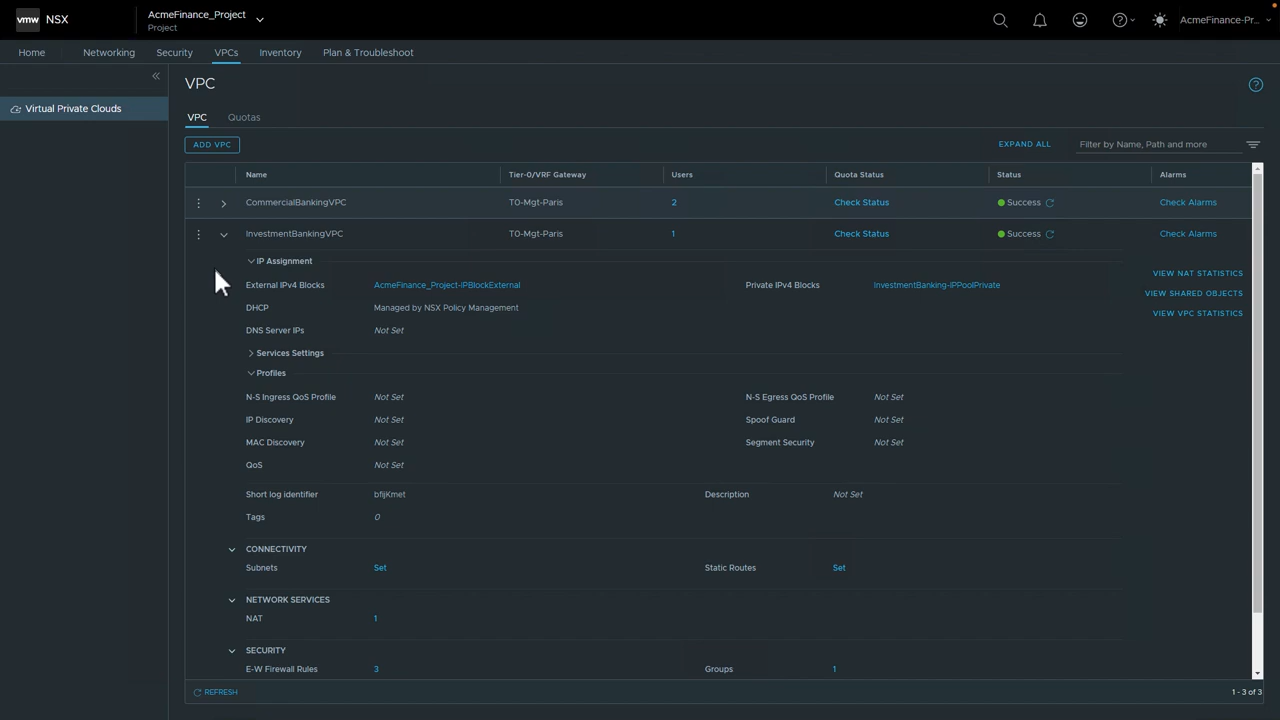 vmw NSX AcmeFinance_Project Project AcmeFinance-Pr...
Home Networking Security VPCs Inventory Plan & Troubleshoot
Virtual Private Clouds
VPC
VPC Quotas
ADD VPC EXPAND ALL Filter by Name, Path and more
Name Tier-0/VRF Gateway Users Quota Status Status Alarms
CommercialBankingVPC T0-Mgt-Paris 2 Check Status Success Check Alarms
InvestmentBankingVPC T0-Mgt-Paris 1 Check Status Success Check Alarms
IP Assignment
VIEW NAT STATISTICS
External IPv4 Blocks AcmeFinance_Project-IPBlockExternal Private IPv4 Blocks InvestmentBanking-IPPoolPrivate
VIEW SHARED OBJECTS
DHCP Managed by NSX Policy Management
VIEW VPC STATISTICS
DNS Server IPs Not Set
Services Settings
Profiles
N-S Ingress QoS Profile Not Set N-S Egress QoS Profile Not Set
IP Discovery Not Set Spoof Guard Not Set
MAC Discovery Not Set Segment Security Not Set
QoS Not Set
Short log identifier bfijKmet Description Not Set
Tags 0
CONNECTIVITY
Subnets Set Static Routes Set
NETWORK SERVICES
NAT 1
SECURITY
E-W Firewall Rules 3 Groups 1
REFRESH 1 - 3 of 3